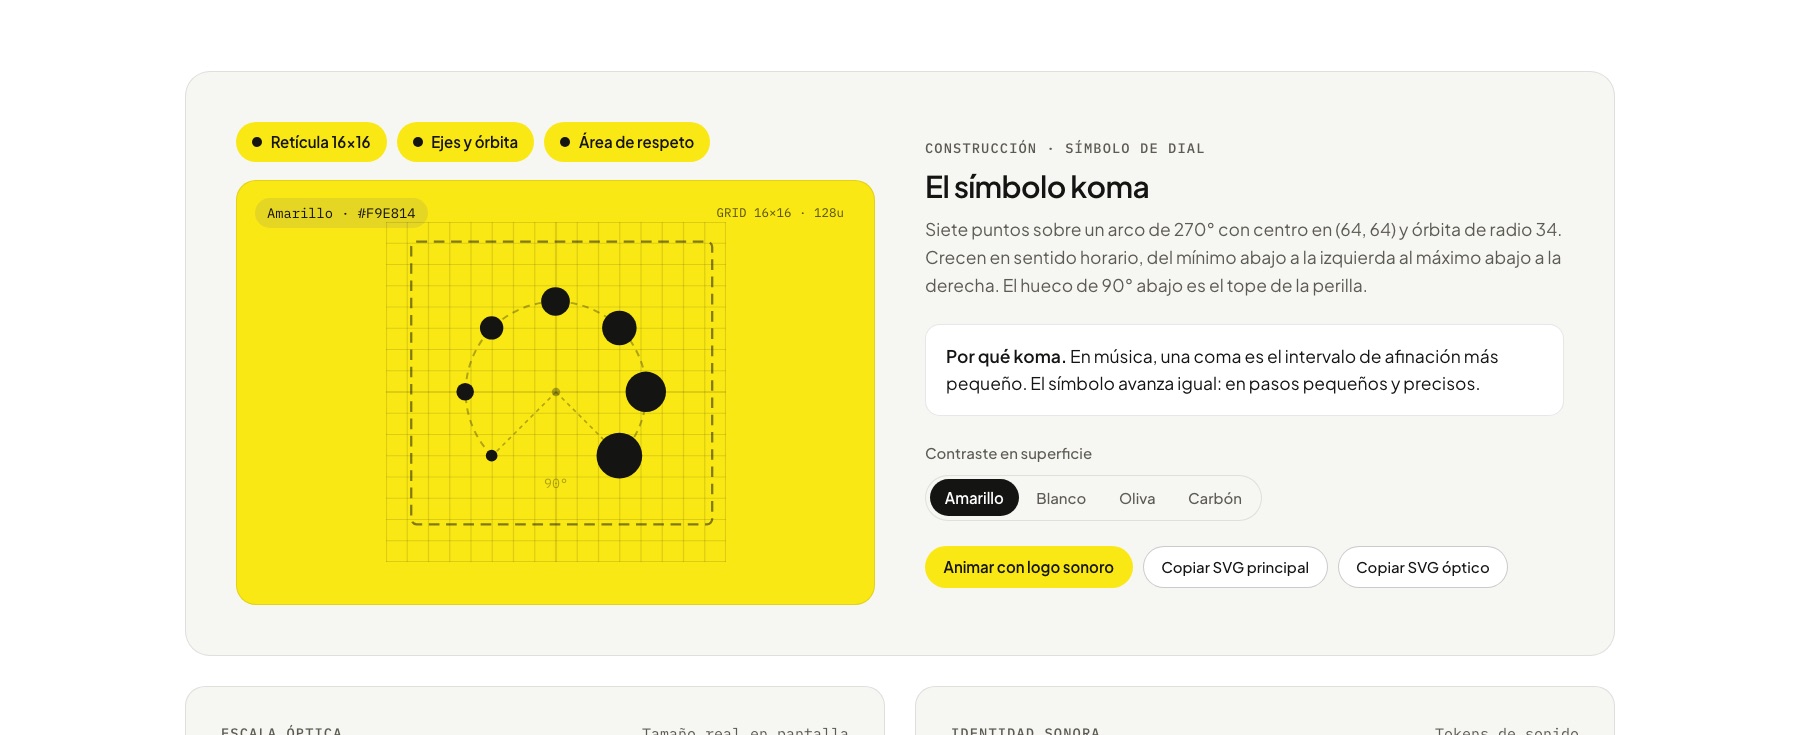 Retícula 16×16
Ejes y órbita
Área de respeto
Amarillo · #F9E814
GRID 16×16 · 128u
90°
CONSTRUCCIÓN · SÍMBOLO DE DIAL
El símbolo koma
Siete puntos sobre un arco de 270° con centro en (64, 64) y órbita de radio 34.
Crecen en sentido horario, del mínimo abajo a la izquierda al máximo abajo a la
derecha. El hueco de 90° abajo es el tope de la perilla.
Por qué koma. En música, una coma es el intervalo de afinación más
pequeño. El símbolo avanza igual: en pasos pequeños y precisos.
Contraste en superficie
Amarillo
Blanco
Oliva
Carbón
Animar con logo sonoro
Copiar SVG principal
Copiar SVG óptico
ESCALA ÓPTICA
Tamaño real en pantalla
IDENTIDAD SONORA
Tokens de sonido